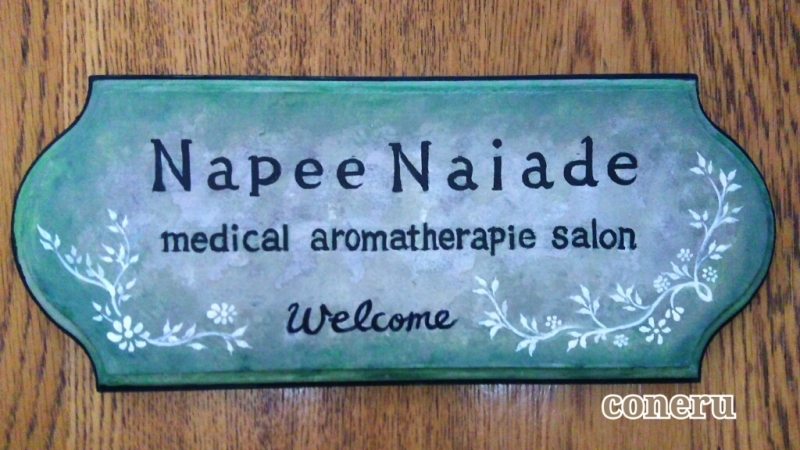 Napee Naiade
medical aromatherapie salon
Welcome
coneru